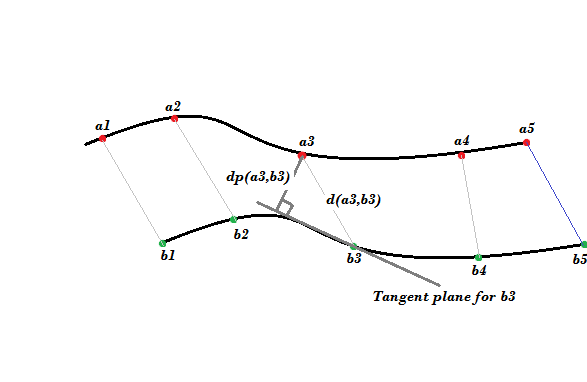 a1
a2
a3
a4
a5
dp(a3,b3)
d(a3,b3)
b1
b2
b3
b4
b5
Tangent plane for b3